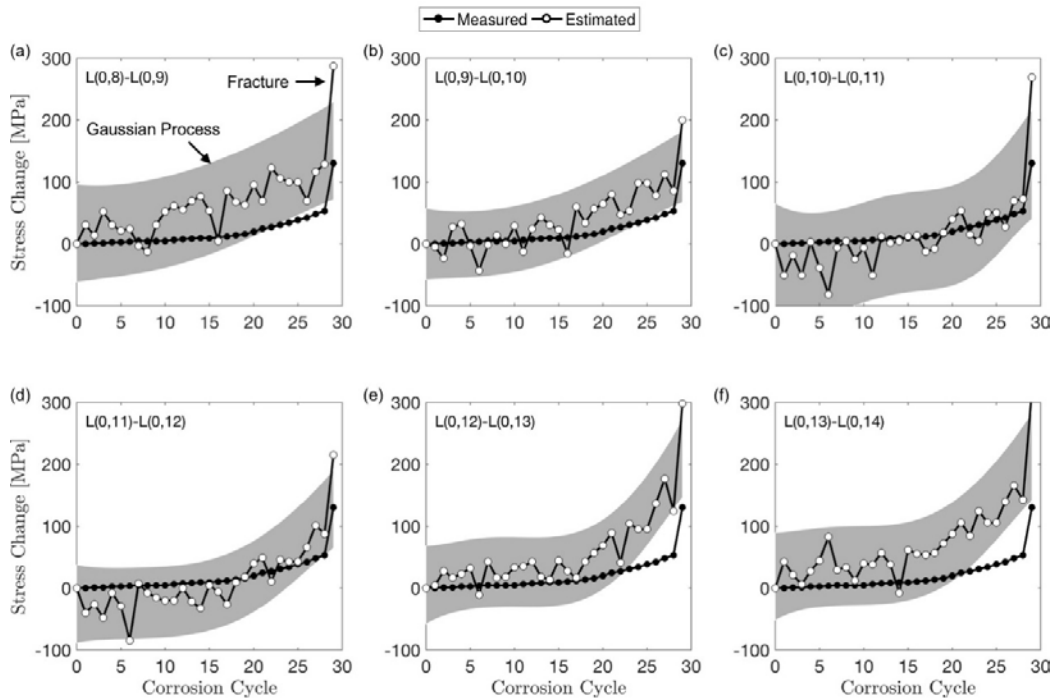 Measured Estimated
(a) (b) (c)
300 300 300
L(0,8)-L(0,9) L(0,9)-L(0,10) L(0,10)-L(0,11)
Fracture
200 200 200
Gaussian Process
100 100 100
0 0 0
-100 -100 -100
Stress Change [MPa]
0 5 10 15 20 25 30 0 5 10 15 20 25 30 0 5 10 15 20 25 30
(d) (e) (f)
300 300 300
L(0,11)-L(0,12) L(0,12)-L(0,13) L(0,13)-L(0,14)
200 200 200
100 100 100
0 0 0
-100 -100 -100
Stress Change [MPa]
0 5 10 15 20 25 30 0 5 10 15 20 25 30 0 5 10 15 20 25 30
Corrosion Cycle Corrosion Cycle Corrosion Cycle